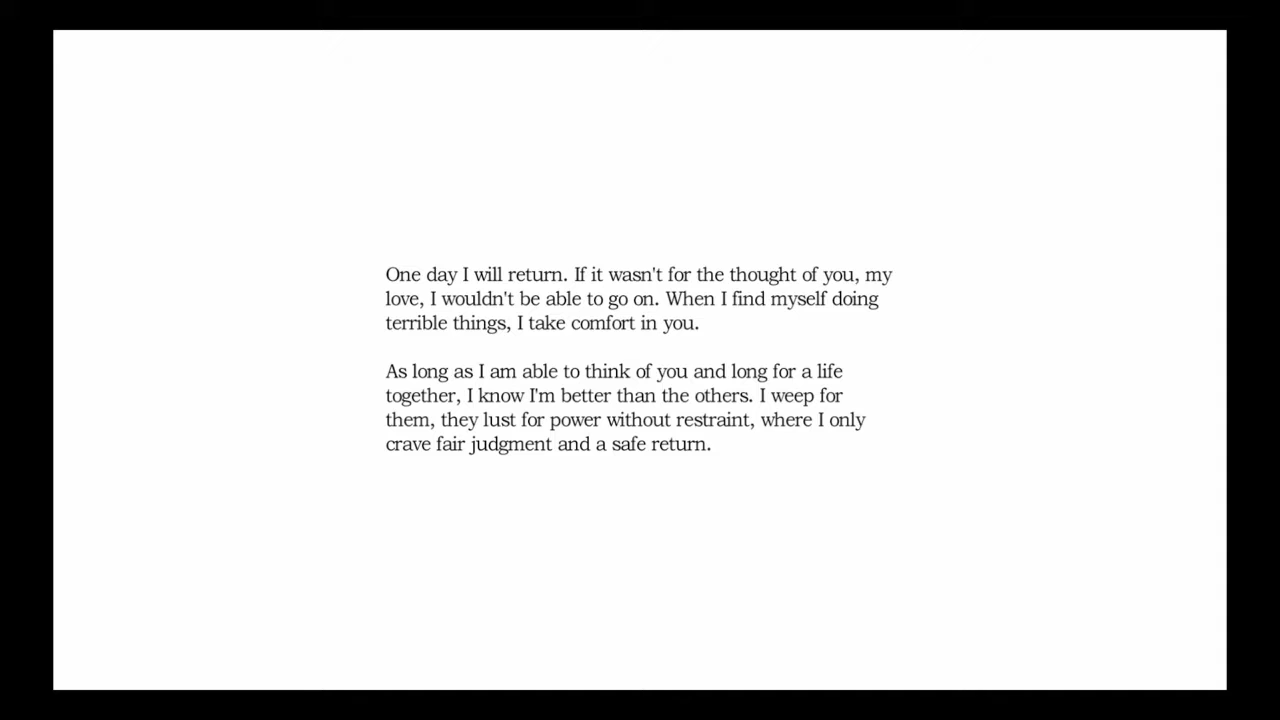 One day I will return. If it wasn't for the thought of you, my
love, I wouldn't be able to go on. When I find myself doing
terrible things, I take comfort in you.
As long as I am able to think of you and long for a life
together, I know I'm better than the others. I weep for
them, they lust for power without restraint, where I only
crave fair judgment and a safe return.